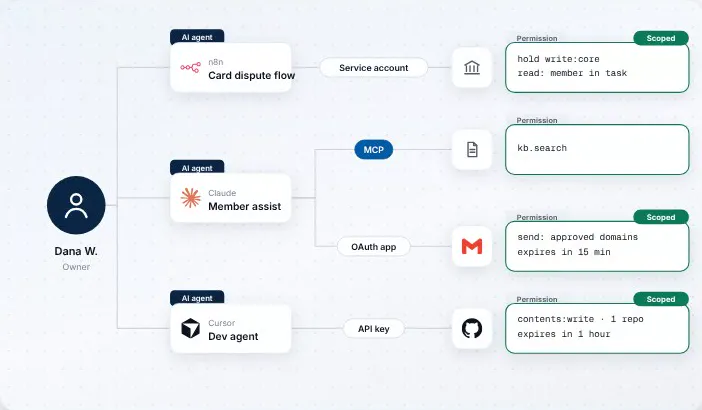 AI agent
n8n
Card dispute flow
Service account
Permission
Scoped
hold write:core
read: member in task
MCP
Permission
kb.search
AI agent
Claude
Member assist
Dana W.
Owner
OAuth app
Permission
Scoped
send: approved domains
expires in 15 min
AI agent
Cursor
Dev agent
API key
Permission
Scoped
contents:write · 1 repo
expires in 1 hour